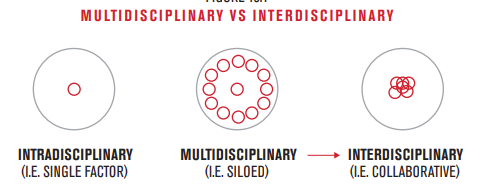 MULTIDISCIPLINARY VS INTERDISCIPLINARY
INTRADISCIPLINARY
(I.E. SINGLE FACTOR)
MULTIDISCIPLINARY
(I.E. SILOED)
INTERDISCIPLINARY
(I.E. COLLABORATIVE)